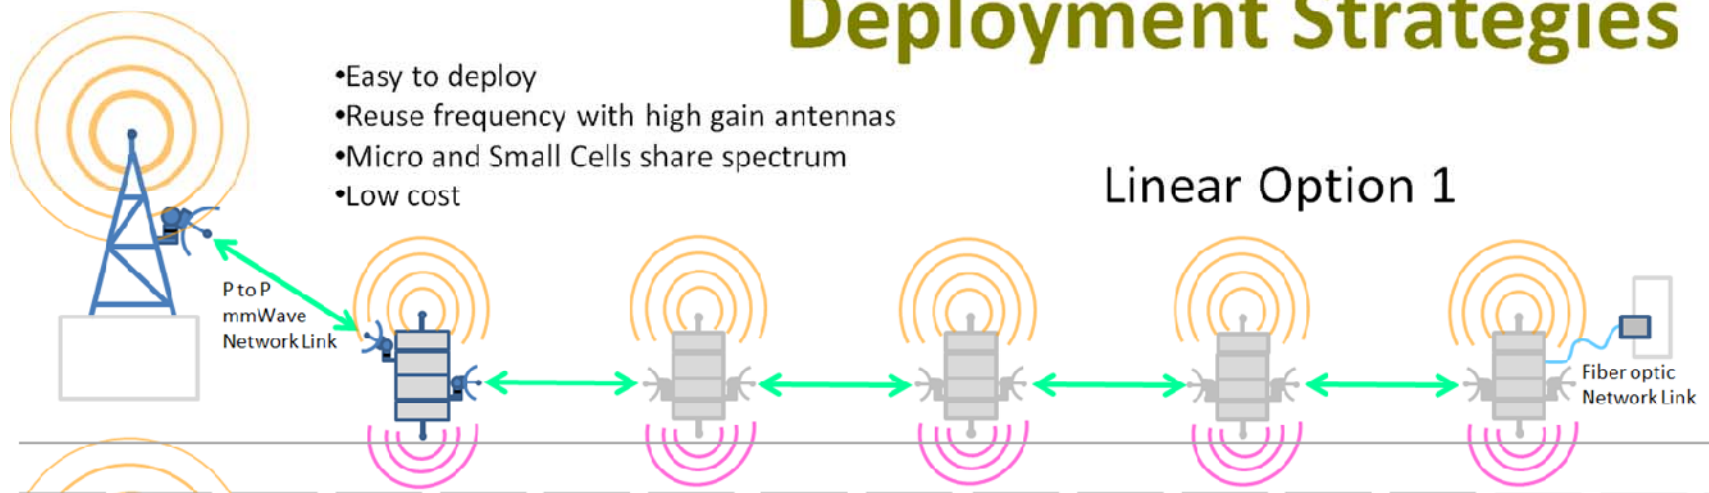 Deployment Strategies
•Easy to deploy
•Reuse frequency with high gain antennas
•Micro and Small Cells share spectrum
•Low cost
Linear Option 1
P to P
mmWave
Network Link
Fiber optic
Network Link